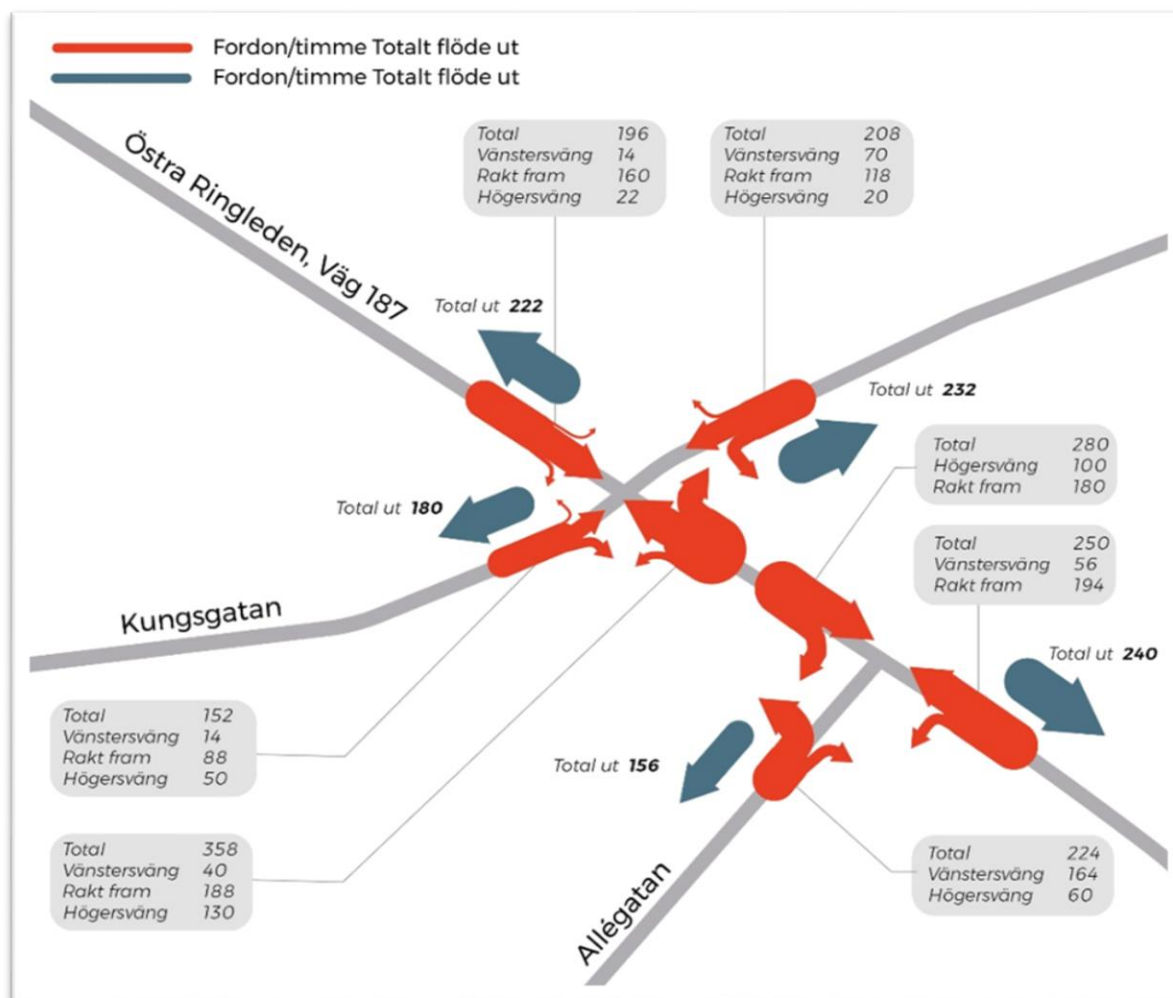 Fordon/timme Totalt flöde ut
Fordon/timme Totalt flöde ut
Östra Ringleden, Väg 187
Total 196
Vänstersväng 14
Rakt fram 160
Högersväng 22
Total 208
Vänstersväng 70
Rakt fram 118
Högersväng 20
Total ut 222
Total ut 232
Total 280
Högersväng 100
Rakt fram 180
Total ut 180
Total 250
Vänstersväng 56
Rakt fram 194
Kungsgatan
Total ut 240
Total 152
Vänstersväng 14
Rakt fram 88
Högersväng 50
Total ut 156
Total 358
Vänstersväng 40
Rakt fram 188
Högersväng 130
Total 224
Vänstersväng 164
Högersväng 60
Allégatan